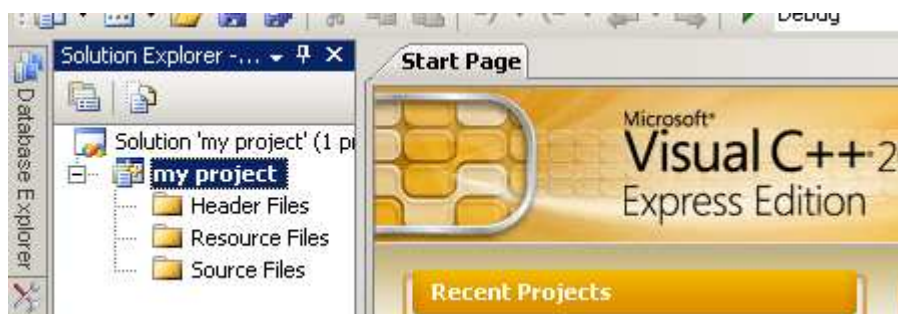 Debug
Solution Explorer -...
Start Page
Database Explorer
Solution 'my project' (1 p
my project
Header Files
Resource Files
Source Files
Microsoft®
Visual C++ 2
Express Edition
Recent Projects